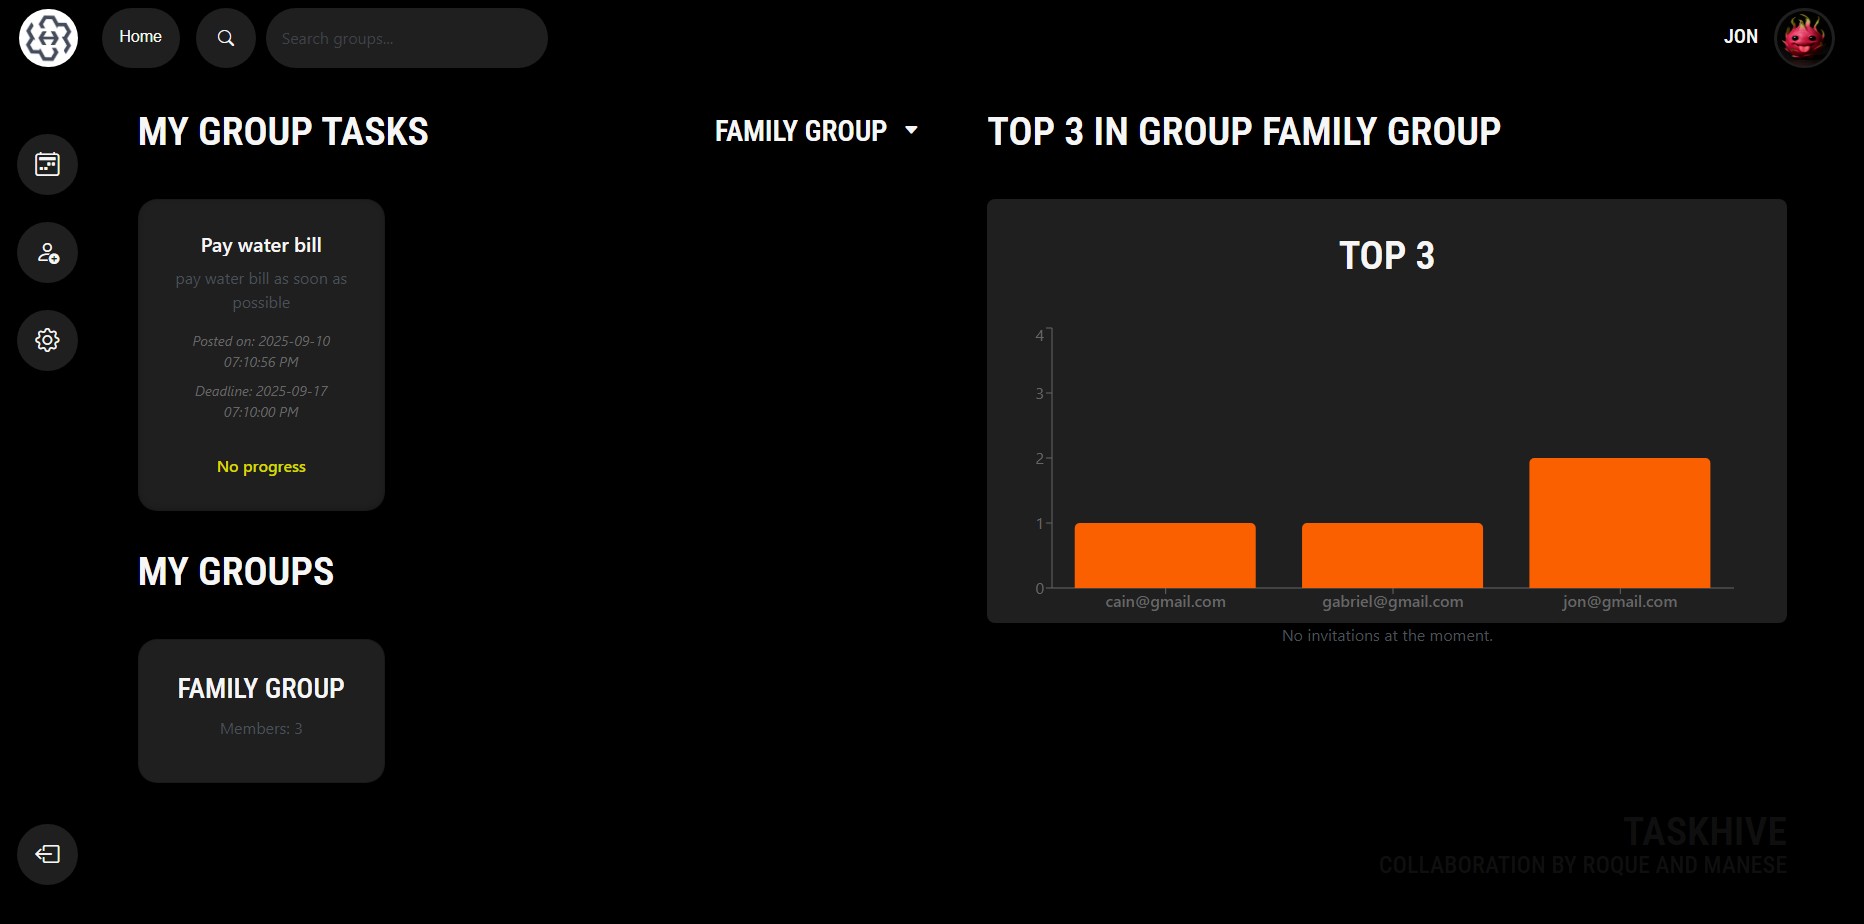 Home
Search groups...
JON
MY GROUP TASKS
FAMILY GROUP
Pay water bill
pay water bill as soon as
possible
Posted on: 2025-09-10
07:10:56 PM
Deadline: 2025-09-17
07:10:00 PM
No progress
MY GROUPS
FAMILY GROUP
Members: 3
TOP 3 IN GROUP FAMILY GROUP
TOP 3
4
3
2
1
0
cain@gmail.com
gabriel@gmail.com
jon@gmail.com
No invitations at the moment.
TASKHIVE
COLLABORATION BY ROQUE AND MANESE